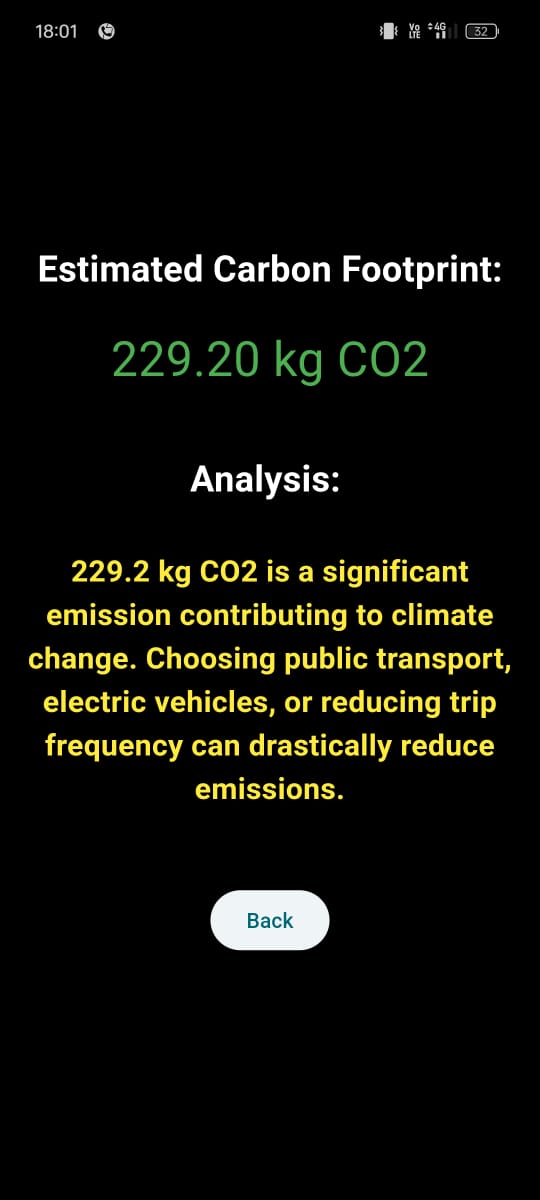 18:01
Vo LTE 4G 32
Estimated Carbon Footprint:
229.20 kg CO2
Analysis:
229.2 kg CO2 is a significant
emission contributing to climate
change. Choosing public transport,
electric vehicles, or reducing trip
frequency can drastically reduce
emissions.
Back